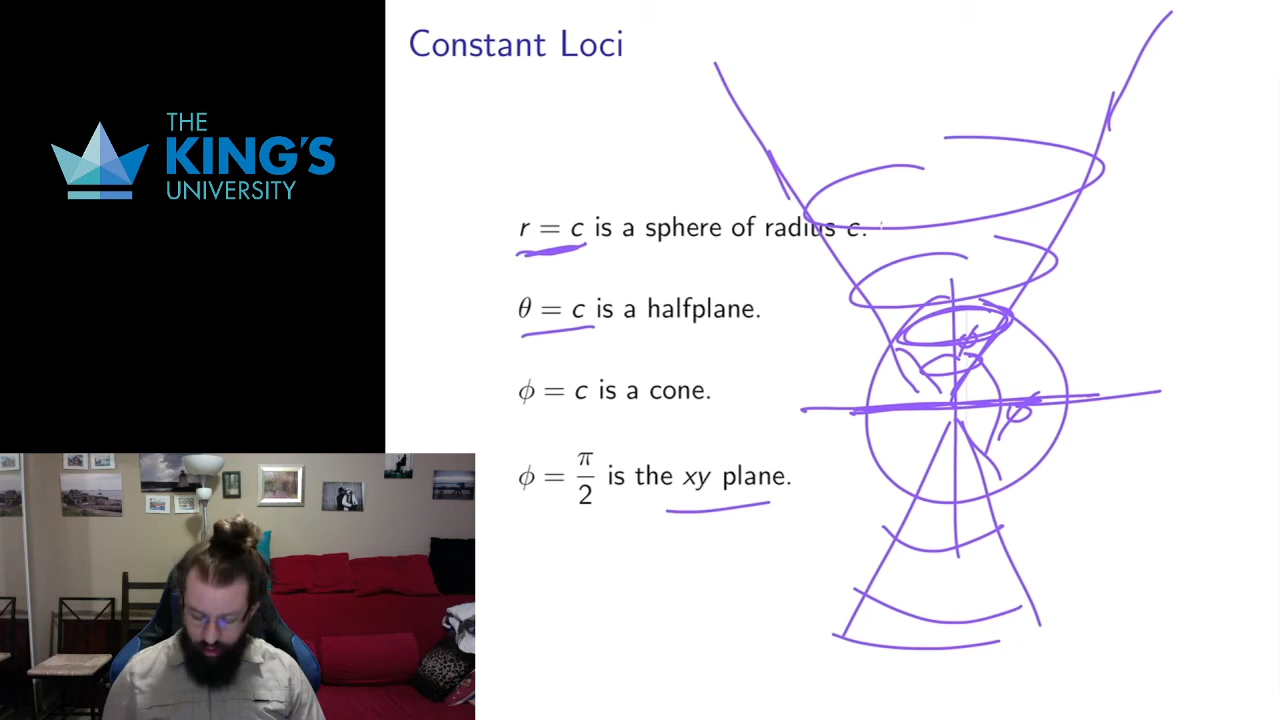 THE
KING'S
UNIVERSITY
Constant Loci
r = c is a sphere of radius c.
θ = c is a halfplane.
ϕ = c is a cone.
ϕ = π/2 is the xy plane.
ϕ
ϕ